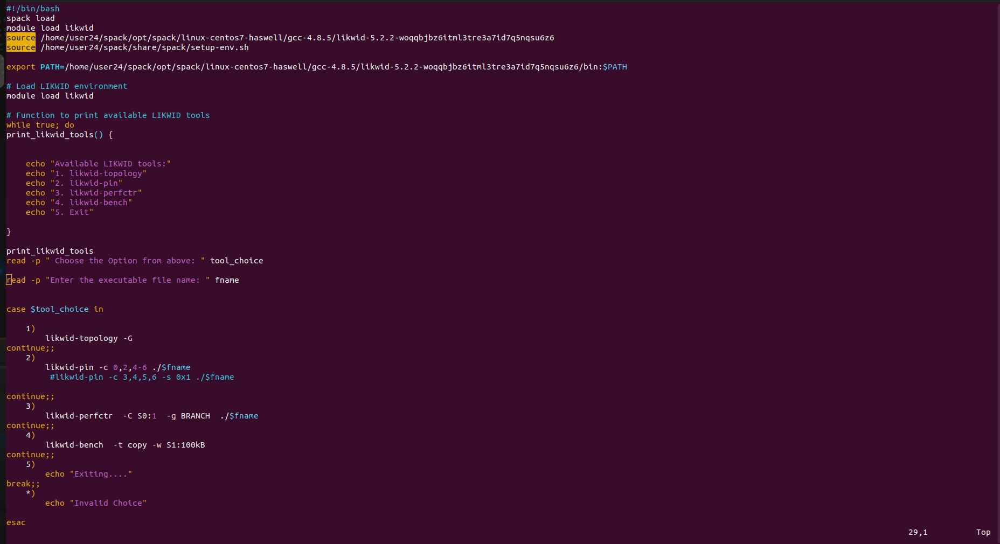 #!/bin/bash
spack load
module load likwid
source /home/user24/spack/opt/spack/linux-centos7-haswell/gcc-4.8.5/likwid-5.2.2-woqqbjbz6itml3tre3a7id7q5nqsu6z6
source /home/user24/spack/share/spack/setup-env.sh

export PATH=/home/user24/spack/opt/spack/linux-centos7-haswell/gcc-4.8.5/likwid-5.2.2-woqqbjbz6itml3tre3a7id7q5nqsu6z6/bin:$PATH

# Load LIKWID environment
module load likwid

# Function to print available LIKWID tools
while true; do
print_likwid_tools() {


    echo "Available LIKWID tools:"
    echo "1. likwid-topology"
    echo "2. likwid-pin"
    echo "3. likwid-perfctr"
    echo "4. likwid-bench"
    echo "5. Exit"

}

print_likwid_tools
read -p " Choose the Option from above: " tool_choice

read -p "Enter the executable file name: " fname


case $tool_choice in

    1)
        likwid-topology -G
continue;;
    2)
        likwid-pin -c 0,2,4-6 ./$fname
         #likwid-pin -c 3,4,5,6 -s 0x1 ./$fname

continue;;
    3)
        likwid-perfctr  -C S0:1  -g BRANCH  ./$fname
continue;;
    4)
        likwid-bench  -t copy -w S1:100kB
continue;;
    5)
        echo "Exiting...."
break;;
    *)
        echo "Invalid Choice"

esac
29,1 Top